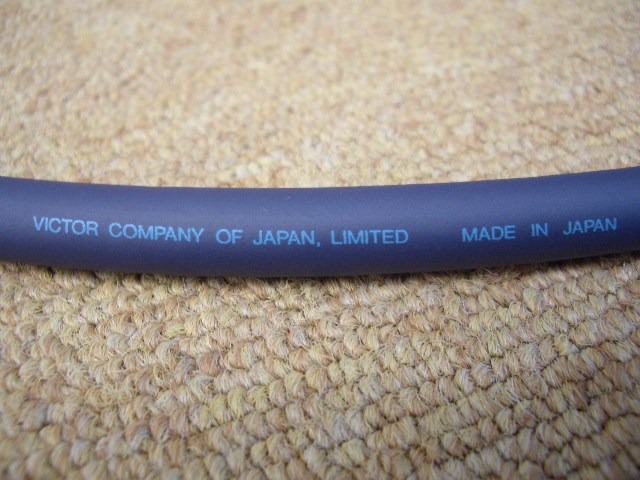 VICTOR COMPANY OF JAPAN, LIMITED MADE IN JAPAN